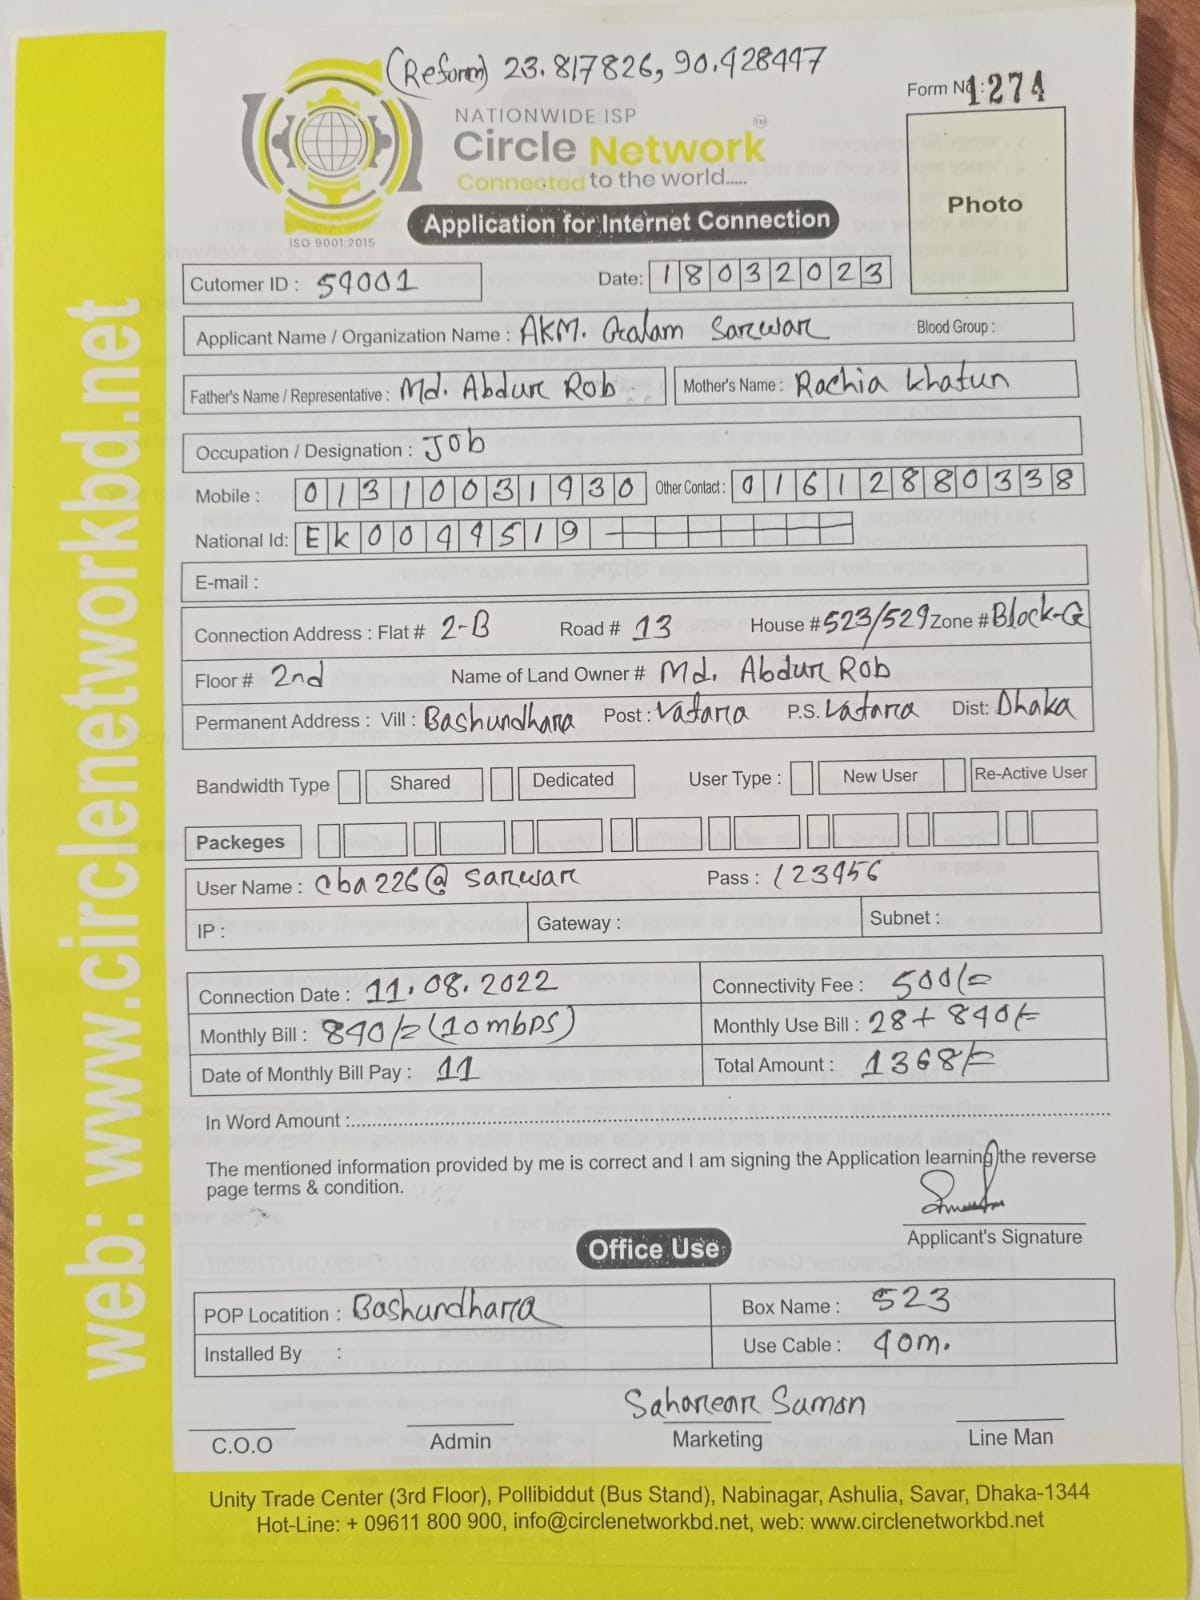 (Reform) 23.817826, 90.428447
Form No: 1274
NATIONWIDE ISP
Circle Network TM
Connected to the world.....
ISO 9001:2015
Application for Internet Connection
Photo
Cutomer ID : 54001 Date: 18032023
Applicant Name / Organization Name : AKM. Golam Sarwar Blood Group :
Father's Name / Representative : Md. Abdur Rob Mother's Name : Rachia Khatun
Occupation / Designation : Job
Mobile : 01310031930 Other Contact : 01612880338
National Id: EK0044519
E-mail :
Connection Address : Flat # 2-B Road # 13 House # 523/529 Zone # Block-G
Floor # 2nd Name of Land Owner # Md. Abdur Rob
Permanent Address : Vill : Bashundhara Post : Vatara P.S. Vatara Dist: Dhaka
Bandwidth Type Shared Dedicated User Type : New User Re-Active User
Packeges
User Name : cba226@sarwar Pass : 123456
IP : Gateway : Subnet :
Connection Date : 11.08.2022 Connectivity Fee : 500/=
Monthly Bill : 840/= (10mbps) Monthly Use Bill : 28+840/=
Date of Monthly Bill Pay : 11 Total Amount : 1368/=
In Word Amount :
The mentioned information provided by me is correct and I am signing the Application learning the reverse
page terms & condition.
Applicant's Signature
Office Use
POP Locatition : Bashundhara Box Name : 523
Installed By : Use Cable : 40m.
Saharear Sumon
C.O.O Admin Marketing Line Man
Unity Trade Center (3rd Floor), Pollibiddut (Bus Stand), Nabinagar, Ashulia, Savar, Dhaka-1344
Hot-Line: + 09611 800 900, info@circlenetworkbd.net, web: www.circlenetworkbd.net
web: www.circlenetworkbd.net